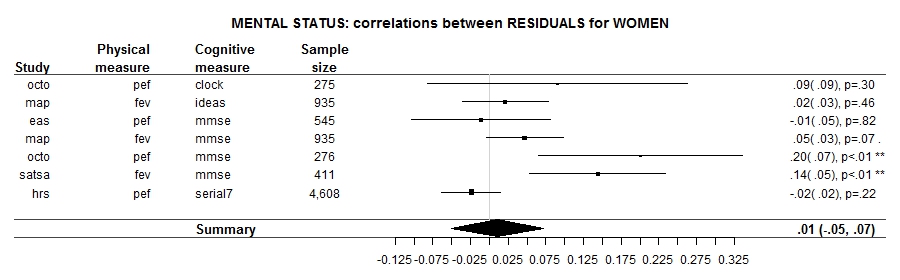 MENTAL STATUS: correlations between RESIDUALS for WOMEN
Physical Cognitive Sample
Study measure measure size
octo pef clock 275 .09( .09), p=.30
map fev ideas 935 .02( .03), p=.46
eas pef mmse 545 -.01( .05), p=.82
map fev mmse 935 .05( .03), p=.07 .
octo pef mmse 276 .20( .07), p<.01 **
satsa fev mmse 411 .14( .05), p<.01 **
hrs pef serial7 4,608 -.02( .02), p=.22
Summary .01 (-.05, .07)
-0.125 -0.075 -0.025 0.025 0.075 0.125 0.175 0.225 0.275 0.325